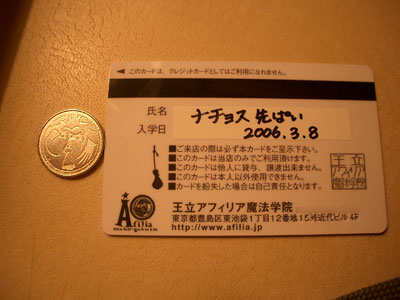 ◀このカードは、クレジットカードとしてはご利用になれません。
氏名 ナチョス 先ぱい
入学日 2006.3.8
■ご来店の際は必ず本カードをご呈示下さい。
■このカードは当店のみでご利用頂けます。
■このカードは他人に貸与、譲渡出来ません。
■このカードは本人以外使用できません。
■カードを紛失した場合は自己責任となります。
王立
アフィリア
魔法学院
Afilia
王立アフィリア魔法学院
東京都豊島区東池袋1丁目12番地15号近代ビル 4F
http://www.afilia.jp